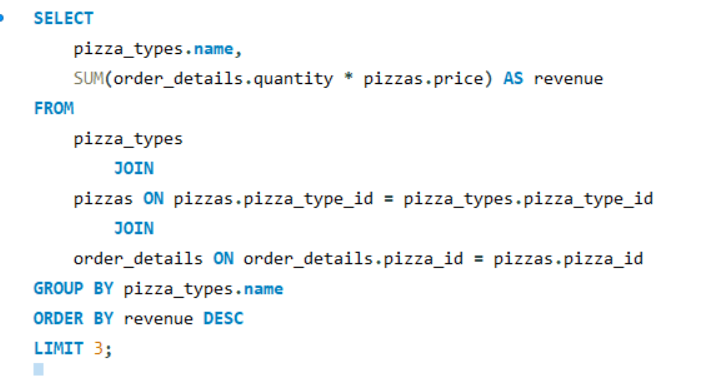 SELECT
pizza_types.name,
SUM(order_details.quantity * pizzas.price) AS revenue
FROM
pizza_types
JOIN
pizzas ON pizzas.pizza_type_id = pizza_types.pizza_type_id
JOIN
order_details ON order_details.pizza_id = pizzas.pizza_id
GROUP BY pizza_types.name
ORDER BY revenue DESC
LIMIT 3;